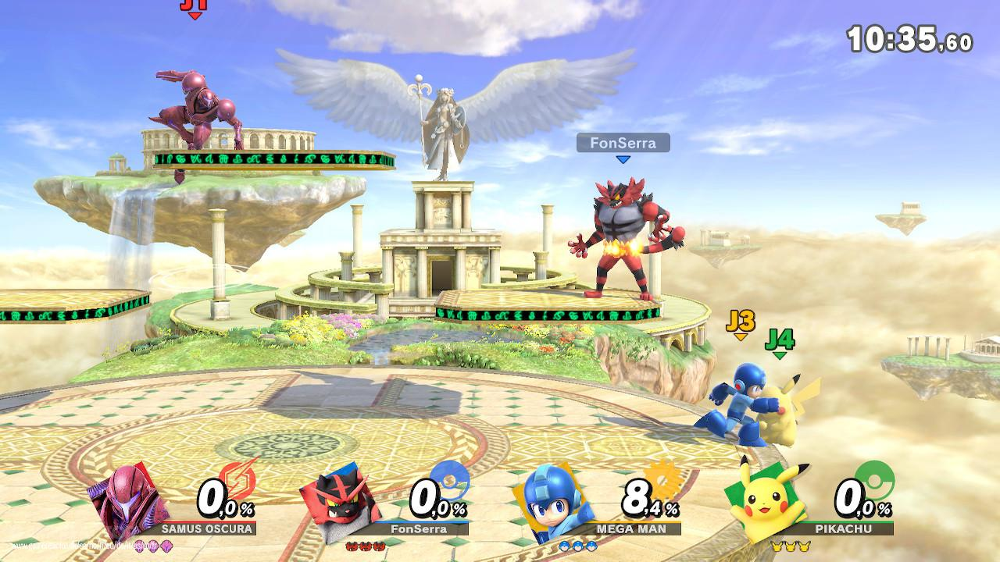 J1
10:35,60
FonSerra
J3
J4
0,0%
SAMUS OSCURA
0,0%
FonSerra
8,4%
MEGA MAN
0,0%
PIKACHU